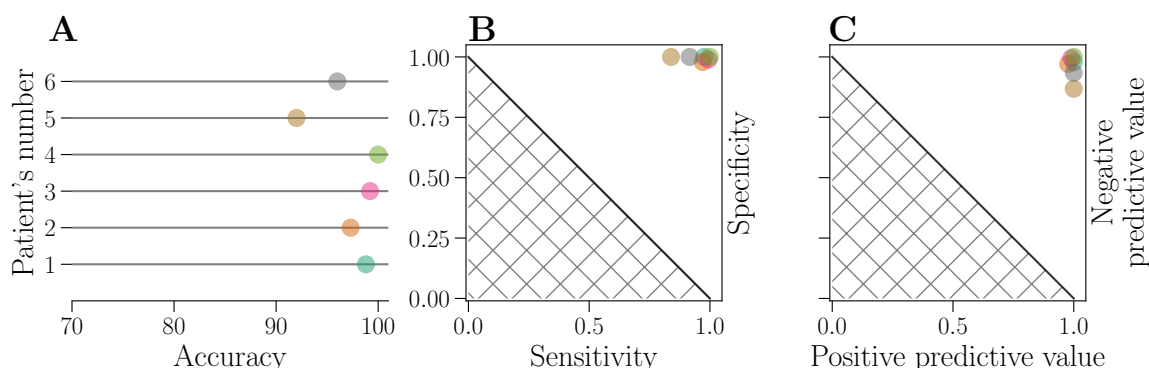 A
Patient's number
6
5
4
3
2
1
70 80 90 100
Accuracy
B
1.00
0.75
0.50
0.25
0.00
0.0 0.5 1.0
Sensitivity
Specificity
C
0.0 0.5 1.0
Positive predictive value
Negative
predictive value